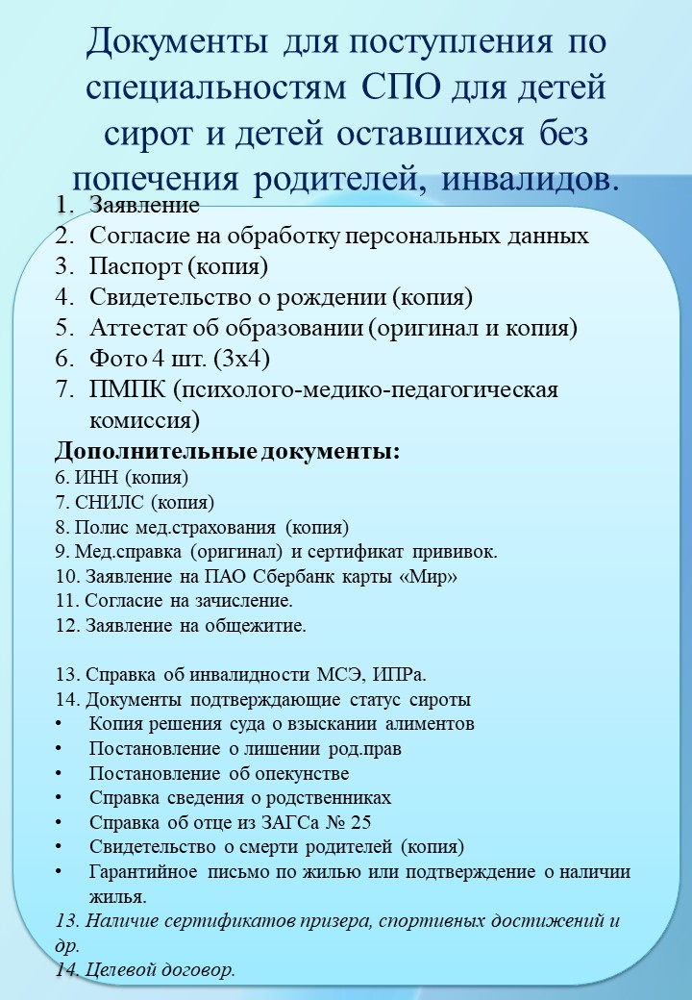 Документы для поступления по
специальностям СПО для детей
сирот и детей оставшихся без
попечения родителей, инвалидов.
1. Заявление
2. Согласие на обработку персональных данных
3. Паспорт (копия)
4. Свидетельство о рождении (копия)
5. Аттестат об образовании (оригинал и копия)
6. Фото 4 шт. (3х4)
7. ПМПК (психолого-медико-педагогическая
комиссия)
Дополнительные документы:
6. ИНН (копия)
7. СНИЛС (копия)
8. Полис мед.страхования (копия)
9. Мед.справка (оригинал) и сертификат прививок.
10. Заявление на ПАО Сбербанк карты «Мир»
11. Согласие на зачисление.
12. Заявление на общежитие.
13. Справка об инвалидности МСЭ, ИПРа.
14. Документы подтверждающие статус сироты
• Копия решения суда о взыскании алиментов
• Постановление о лишении род.прав
• Постановление об опекунстве
• Справка сведения о родственниках
• Справка об отце из ЗАГСа № 25
• Свидетельство о смерти родителей (копия)
• Гарантийное письмо по жилью или подтверждение о наличии
жилья.
13. Наличие сертификатов призера, спортивных достижений и
др.
14. Целевой договор.